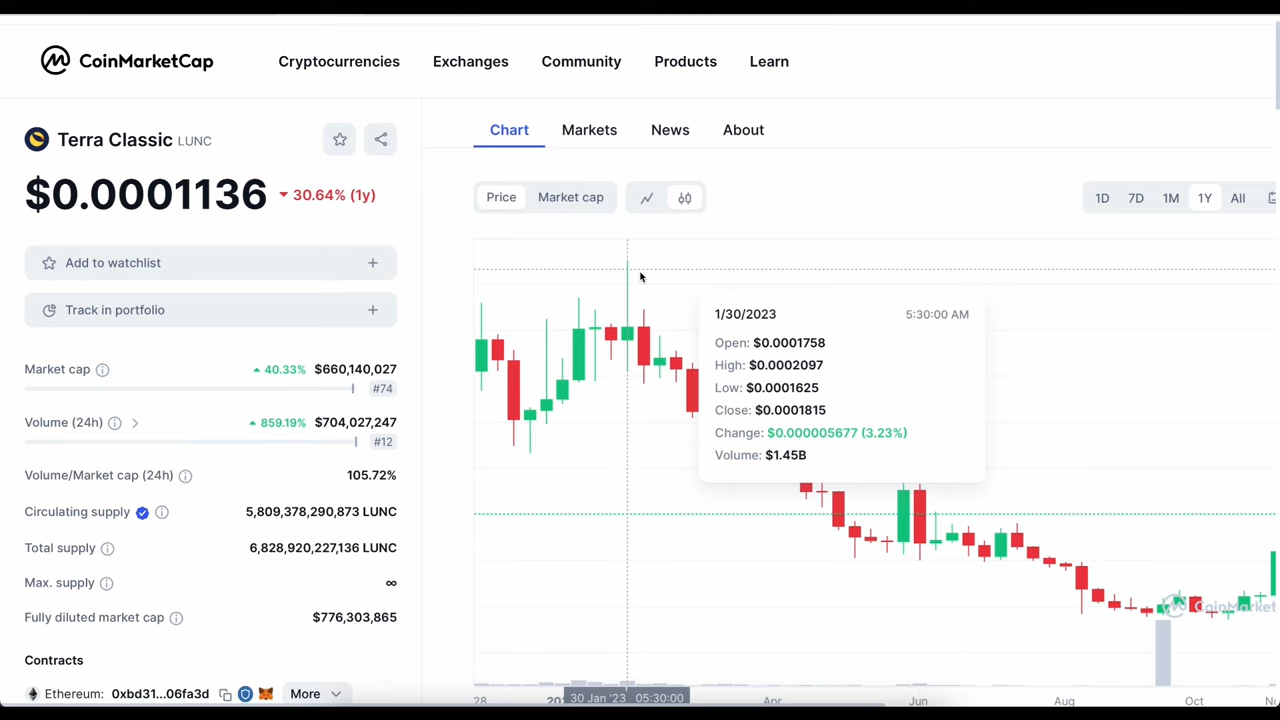 CoinMarketCap
Cryptocurrencies Exchanges Community Products Learn
Terra Classic LUNC
$0.0001136 30.64% (1y)
Add to watchlist +
Track in portfolio +
Market cap 40.33% $660,140,027
#74
Volume (24h) 859.19% $704,027,247
#12
Volume/Market cap (24h) 105.72%
Circulating supply 5,809,378,290,873 LUNC
Total supply 6,828,920,227,136 LUNC
Max. supply ∞
Fully diluted market cap $776,303,865
Contracts
Ethereum: 0xbd31...06fa3d More
Chart Markets News About
Price Market cap 1D 7D 1M 1Y All
1/30/2023 5:30:00 AM
Open: $0.0001758
High: $0.0002097
Low: $0.0001625
Close: $0.0001815
Change: $0.000005677 (3.23%)
Volume: $1.45B
CoinMarket
28 30 Jan '23 05:30:00 Apr Jun Aug Oct